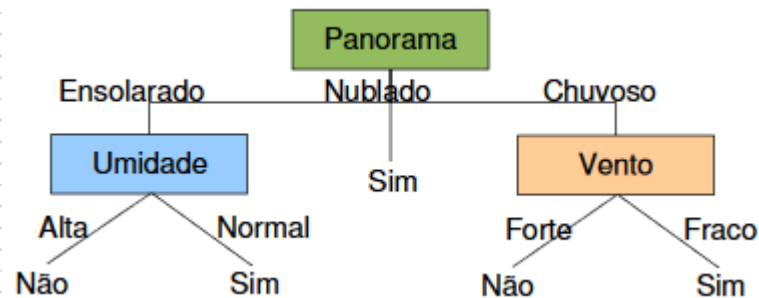 Panorama
Ensolarado Nublado Chuvoso
Umidade Vento
Sim
Alta Normal Forte Fraco
Não Sim Não Sim